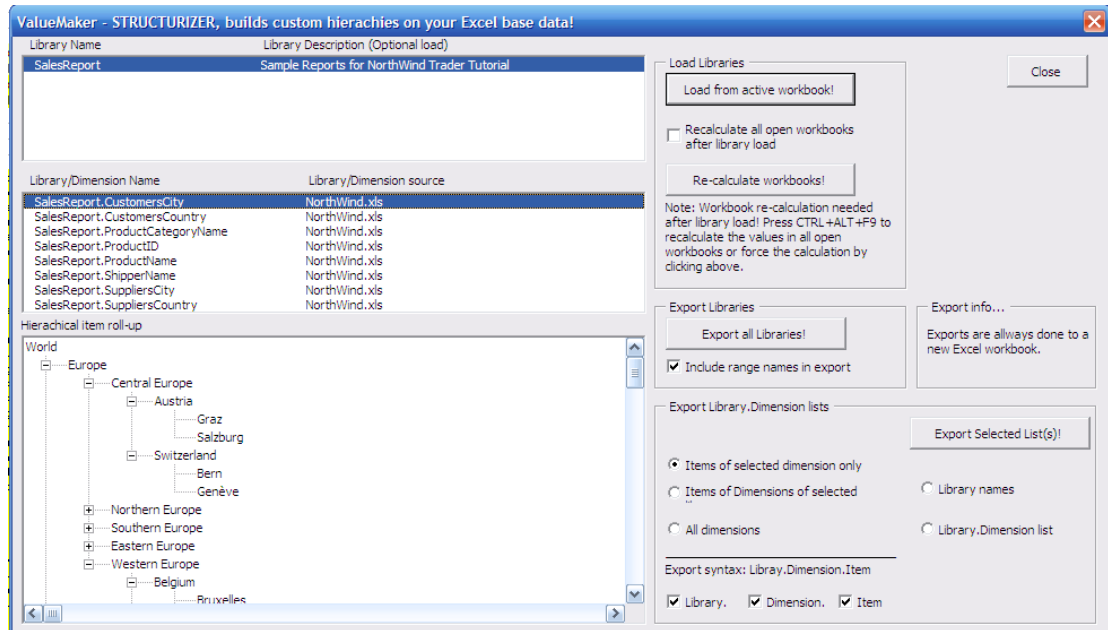 ValueMaker - STRUCTURIZER, builds custom hierachies on your Excel base data!
Library Name Library Description (Optional load)
SalesReport Sample Reports for NorthWind Trader Tutorial
Library/Dimension Name Library/Dimension source
SalesReport.CustomersCity NorthWind.xls
SalesReport.CustomersCountry NorthWind.xls
SalesReport.ProductCategoryName NorthWind.xls
SalesReport.ProductID NorthWind.xls
SalesReport.ProductName NorthWind.xls
SalesReport.ShipperName NorthWind.xls
SalesReport.SuppliersCity NorthWind.xls
SalesReport.SuppliersCountry NorthWind.xls
Hierachical item roll-up
World
Europe
Central Europe
Austria
Graz
Salzburg
Switzerland
Bern
Genève
Northern Europe
Southern Europe
Eastern Europe
Western Europe
Belgium
Bruxelles
Load Libraries
Load from active workbook!
Close
Recalculate all open workbooks
after library load
Re-calculate workbooks!
Note: Workbook re-calculation needed
after library load! Press CTRL+ALT+F9 to
recalculate the values in all open
workbooks or force the calculation by
clicking above.
Export Libraries
Export all Libraries!
Include range names in export
Export info...
Exports are allways done to a
new Excel workbook.
Export Library.Dimension lists
Export Selected List(s)!
Items of selected dimension only
Items of Dimensions of selected
Library names
All dimensions
Library.Dimension list
Export syntax: Libray.Dimension.Item
Library. Dimension. Item